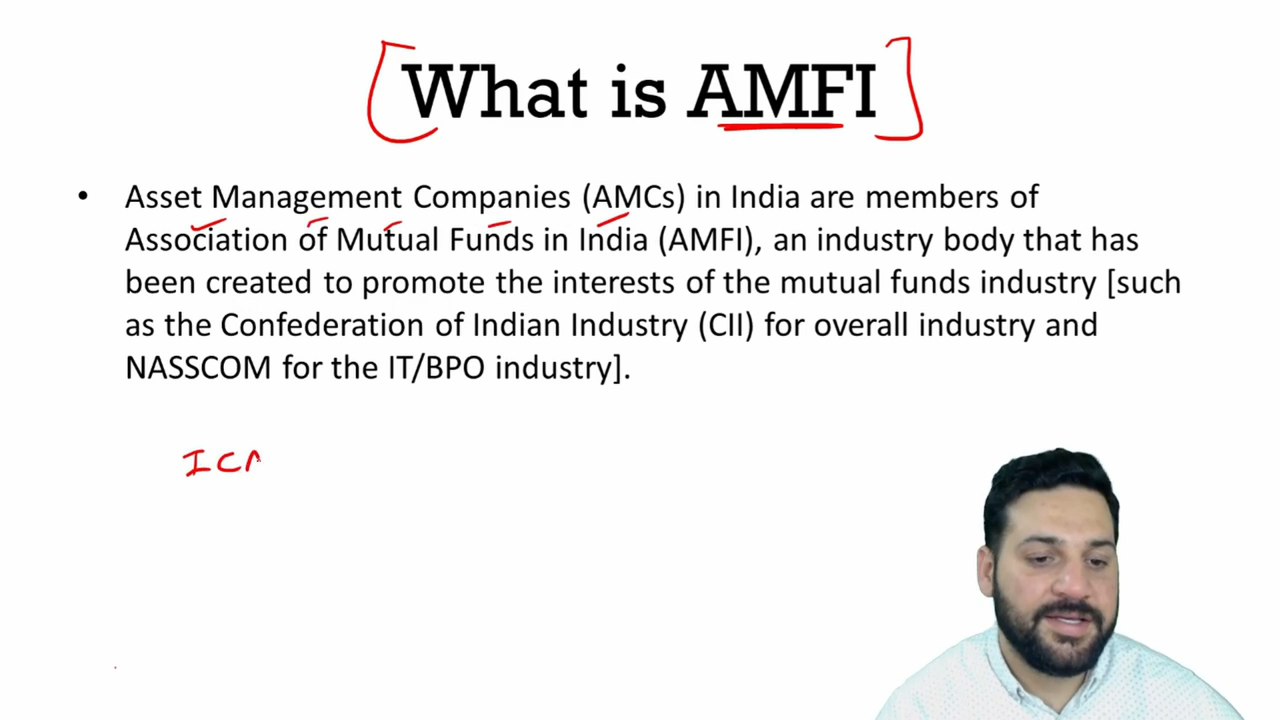 What is AMFI
• Asset Management Companies (AMCs) in India are members of
Association of Mutual Funds in India (AMFI), an industry body that has
been created to promote the interests of the mutual funds industry [such
as the Confederation of Indian Industry (CII) for overall industry and
NASSCOM for the IT/BPO industry].